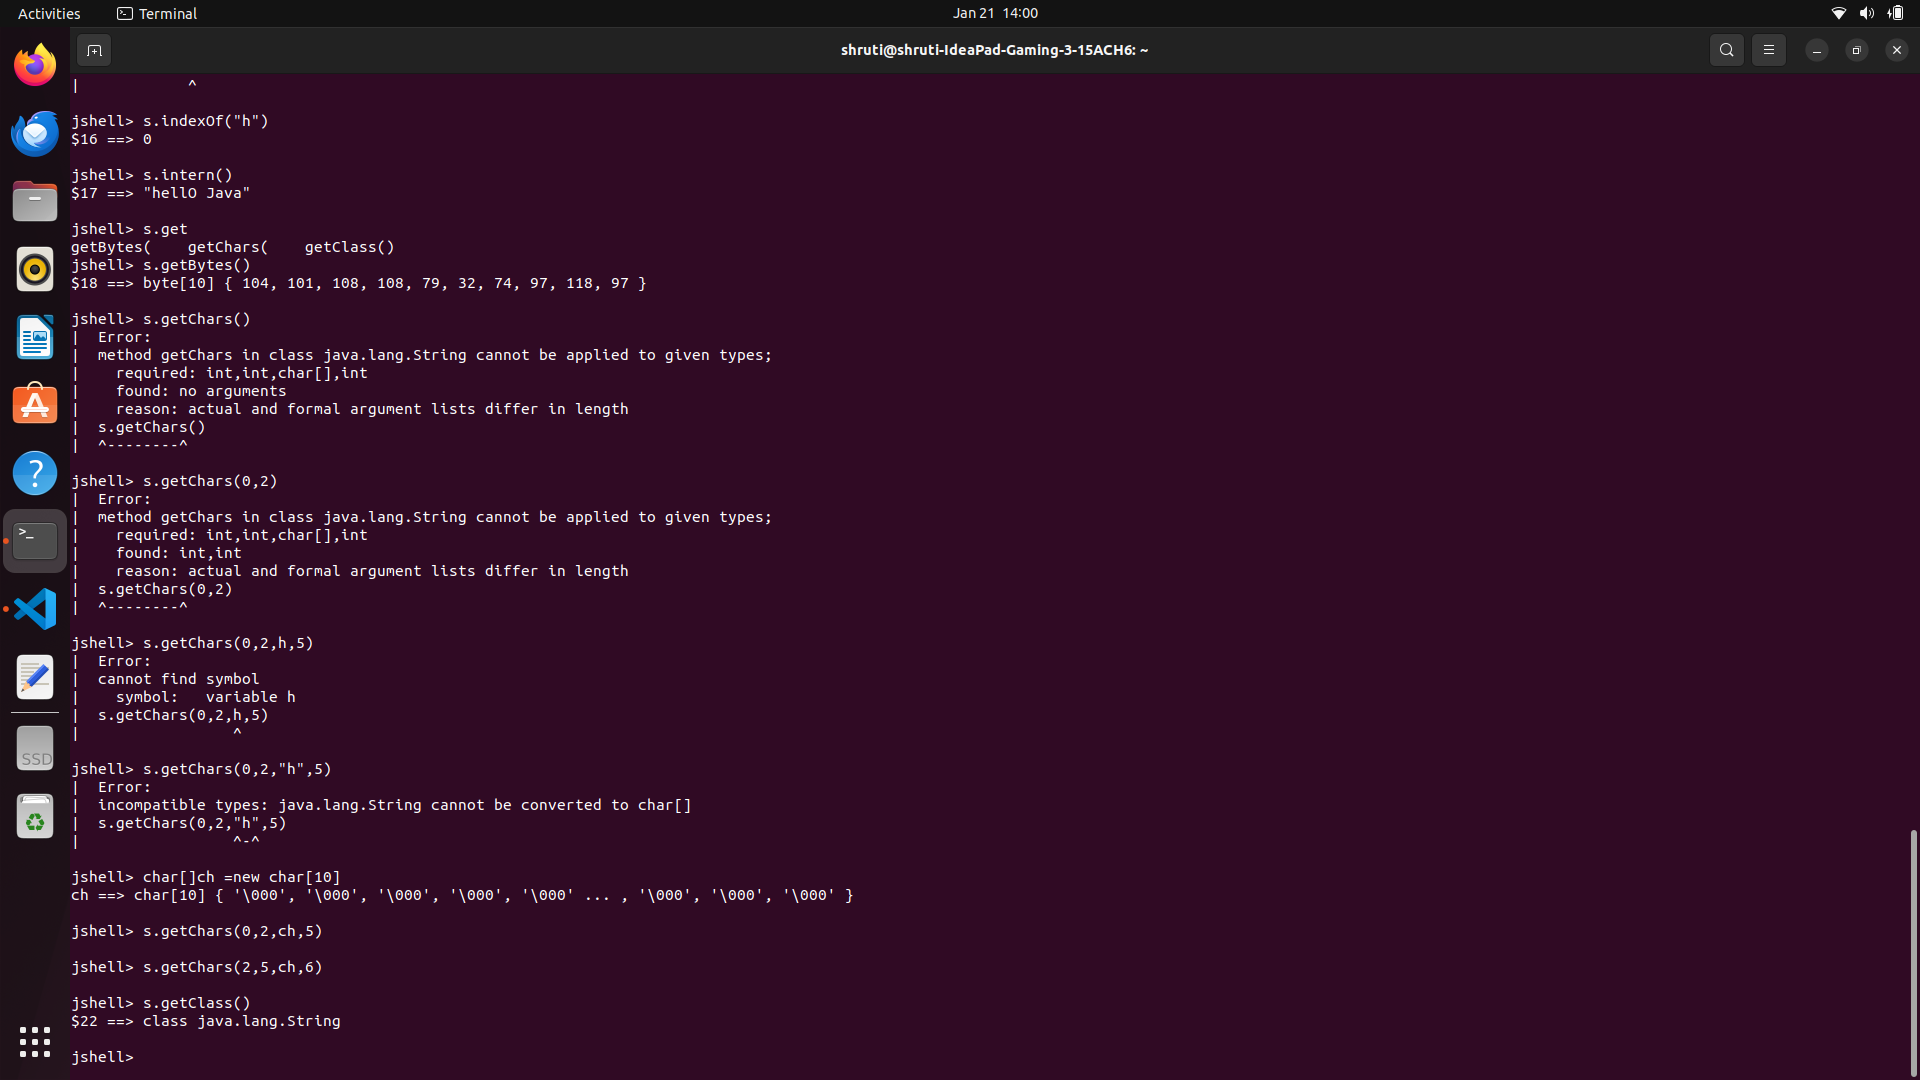 Activities
Terminal
Jan 21 14:00
shruti@shruti-IdeaPad-Gaming-3-15ACH6: ~
|             ^
jshell> s.indexOf("h")
$16 ==> 0
jshell> s.intern()
$17 ==> "hellO Java"
jshell> s.get
getBytes(    getChars(    getClass()
jshell> s.getBytes()
$18 ==> byte[10] { 104, 101, 108, 108, 79, 32, 74, 97, 118, 97 }
jshell> s.getChars()
|  Error:
|  method getChars in class java.lang.String cannot be applied to given types;
|    required: int,int,char[],int
|    found: no arguments
|    reason: actual and formal argument lists differ in length
|  s.getChars()
|  ^--------^
jshell> s.getChars(0,2)
|  Error:
|  method getChars in class java.lang.String cannot be applied to given types;
|    required: int,int,char[],int
|    found: int,int
|    reason: actual and formal argument lists differ in length
|  s.getChars(0,2)
|  ^--------^
jshell> s.getChars(0,2,h,5)
|  Error:
|  cannot find symbol
|    symbol:   variable h
|  s.getChars(0,2,h,5)
|                 ^
jshell> s.getChars(0,2,"h",5)
|  Error:
|  incompatible types: java.lang.String cannot be converted to char[]
|  s.getChars(0,2,"h",5)
|                 ^-^
jshell> char[]ch =new char[10]
ch ==> char[10] { '\000', '\000', '\000', '\000', '\000' ... , '\000', '\000', '\000' }
jshell> s.getChars(0,2,ch,5)
jshell> s.getChars(2,5,ch,6)
jshell> s.getClass()
$22 ==> class java.lang.String
jshell>
SSD